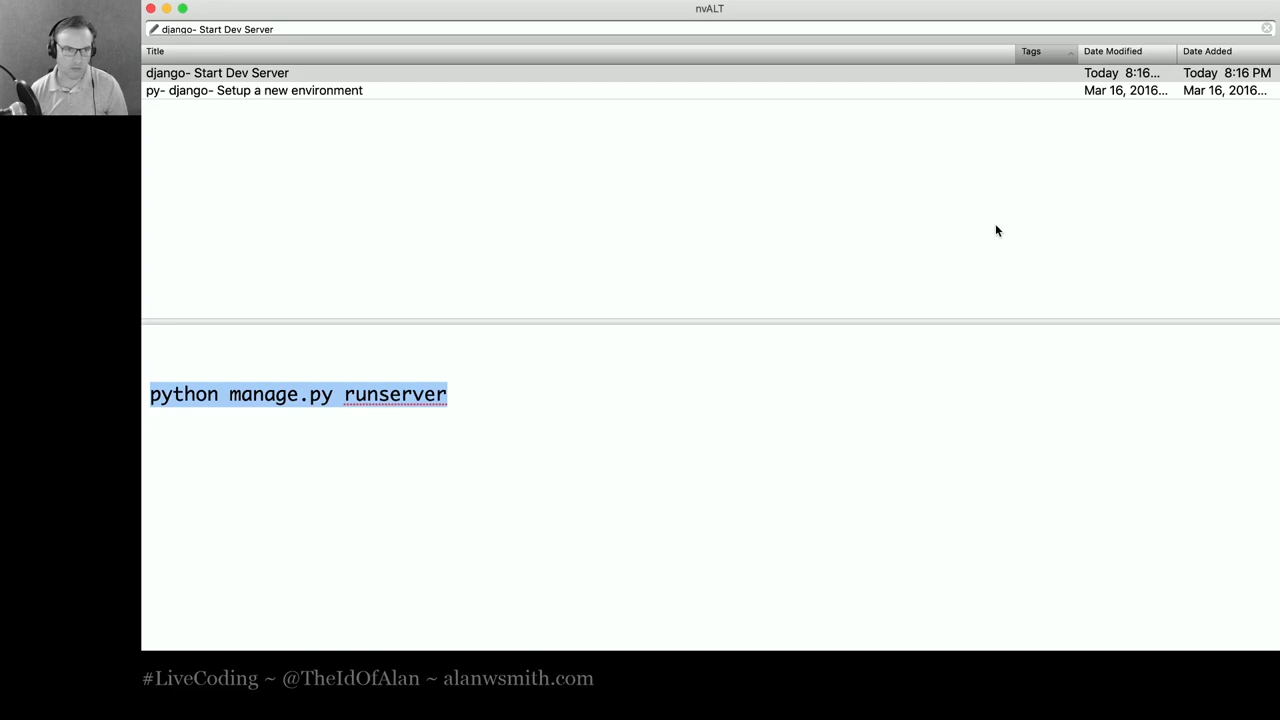 nvALT
django- Start Dev Server
Title Tags Date Modified Date Added
django- Start Dev Server Today 8:16... Today 8:16 PM
py- django- Setup a new environment Mar 16, 2016... Mar 16, 2016...
python manage.py runserver
#LiveCoding ~ @TheIdOfAlan ~ alanwsmith.com